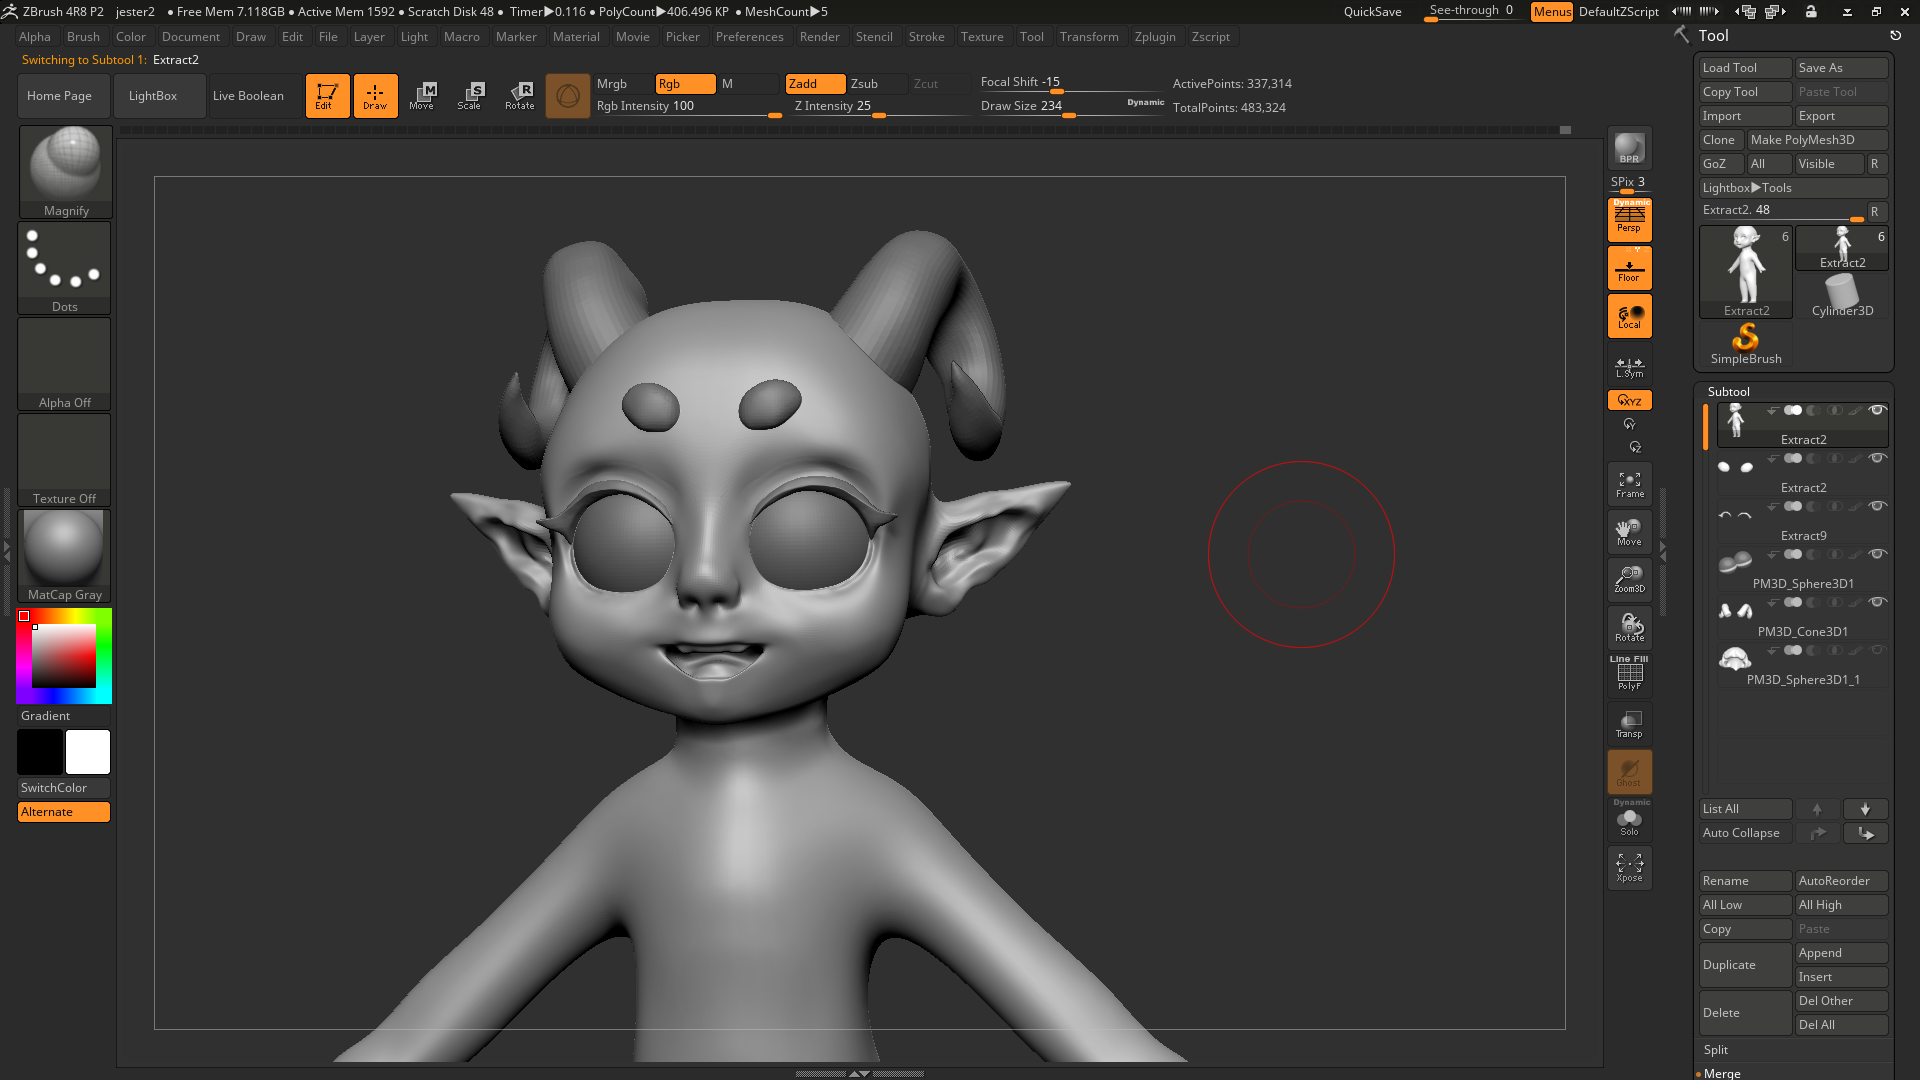 ZBrush 4R8 P2 jester2 ● Free Mem 7.118GB ● Active Mem 1592 ● Scratch Disk 48 ● Timer▶0.116 ● PolyCount▶406.496 KP ● MeshCount▶5 QuickSave See-through 0 Menus DefaultZScript
Alpha Brush Color Document Draw Edit File Layer Light Macro Marker Material Movie Picker Preferences Render Stencil Stroke Texture Tool Transform Zplugin Zscript
Tool
Switching to Subtool 1: Extract2
Load Tool Save As
Home Page LightBox Live Boolean Edit Draw Move Scale Rotate
M S R
Mrgb Rgb M Zadd Zsub Zcut Focal Shift -15 ActivePoints: 337,314
Rgb Intensity 100 Z Intensity 25 Draw Size 234 Dynamic TotalPoints: 483,324
Copy Tool Paste Tool
Import Export
Clone Make PolyMesh3D
GoZ All Visible R
Lightbox▶Tools
Extract2. 48 R
6 6
Extract2
Extract2 Cylinder3D
SimpleBrush
Magnify
Dots
Alpha Off
Texture Off
MatCap Gray
Gradient
SwitchColor
Alternate
BPR
SPix 3
Dynamic
Persp
Floor
Local
L.Sym
XYZ
Y
Z
Frame
Move
Zoom3D
Rotate
Line Fill
PolyF
Transp
Ghost
Dynamic
Solo
Xpose
Subtool
Extract2
Extract2
Extract9
PM3D_Sphere3D1
PM3D_Cone3D1
PM3D_Sphere3D1_1
List All
Auto Collapse
Rename AutoReorder
All Low All High
Copy Paste
Duplicate Append
Insert
Delete Del Other
Del All
Split
Merge